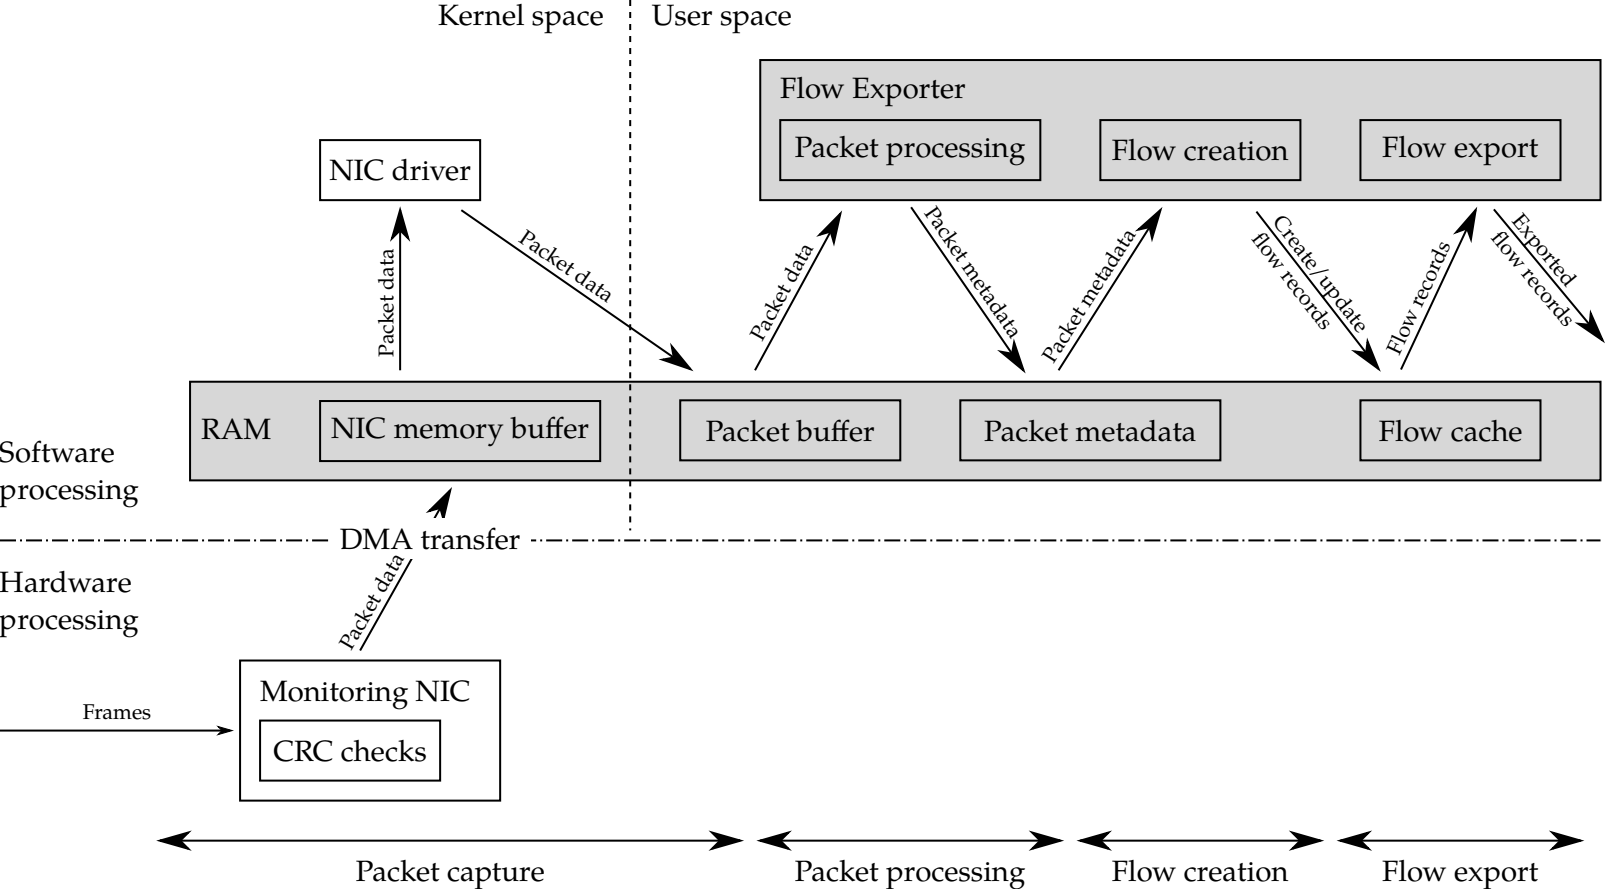 Kernel space
User space
Flow Exporter
Packet processing
Flow creation
Flow export
NIC driver
Packet data
Packet data
Packet data
Packet metadata
Packet metadata
Create/update
flow records
Flow records
Exported
flow records
RAM
NIC memory buffer
Packet buffer
Packet metadata
Flow cache
Software
processing
DMA transfer
Hardware
processing
Packet data
Monitoring NIC
Frames
CRC checks
Packet capture
Packet processing
Flow creation
Flow export